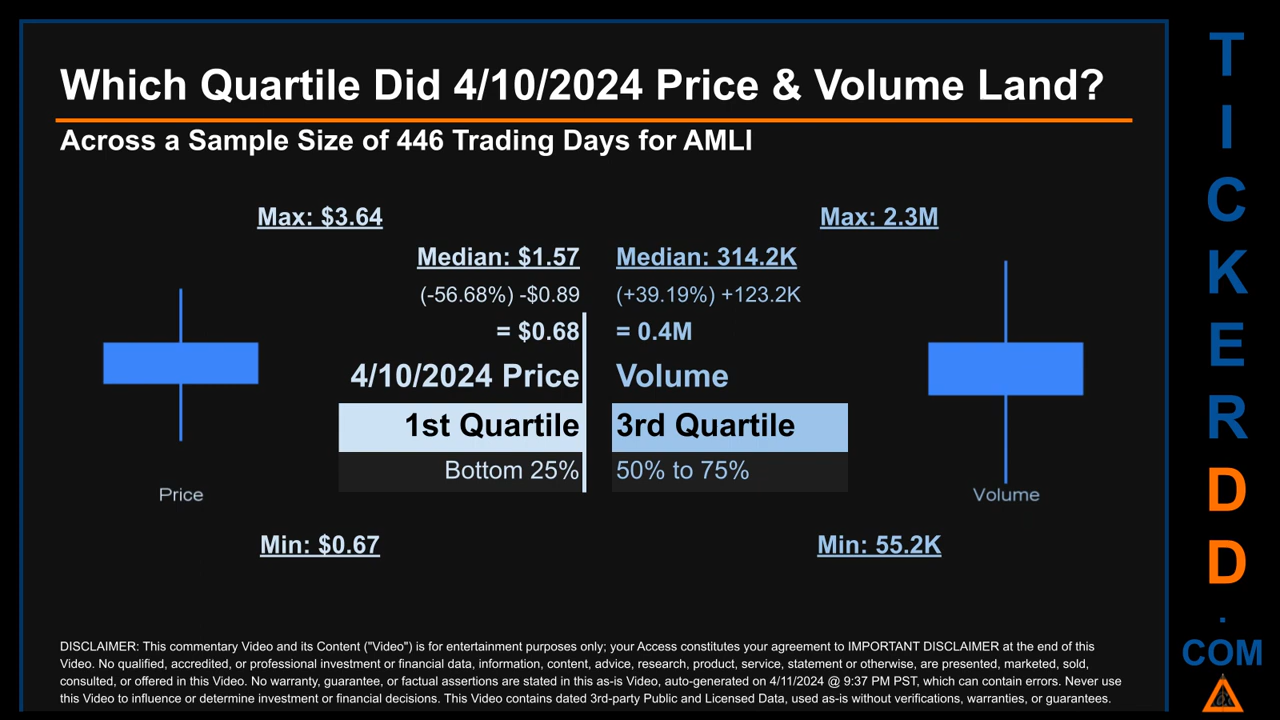 Which Quartile Did 4/10/2024 Price & Volume Land?
Across a Sample Size of 446 Trading Days for AMLI
Max: $3.64
Max: 2.3M
Median: $1.57
Median: 314.2K
(-56.68%) -$0.89
(+39.19%) +123.2K
= $0.68
= 0.4M
4/10/2024 Price
Volume
1st Quartile
3rd Quartile
Bottom 25%
50% to 75%
Price
Volume
Min: $0.67
Min: 55.2K
DISCLAIMER: This commentary Video and its Content ("Video") is for entertainment purposes only; your Access constitutes your agreement to IMPORTANT DISCLAIMER at the end of this
Video. No qualified, accredited, or professional investment or financial data, information, content, advice, research, product, service, statement or otherwise, are presented, marketed, sold,
consulted, or offered in this Video. No warranty, guarantee, or factual assertions are stated in this as-is Video, auto-generated on 4/11/2024 @ 9:37 PM PST, which can contain errors. Never use
this Video to influence or determine investment or financial decisions. This Video contains dated 3rd-party Public and Licensed Data, used as-is without verifications, warranties, or guarantees.
T
I
C
K
E
R
D
D
.
COM